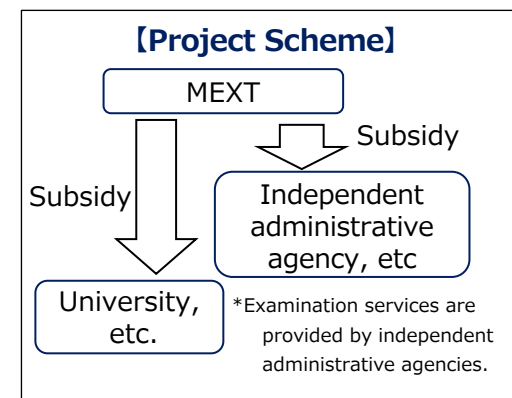 【Project Scheme】
MEXT
Subsidy
Subsidy
Independent
administrative
agency, etc
University,
etc.
*Examination services are
provided by independent
administrative agencies.